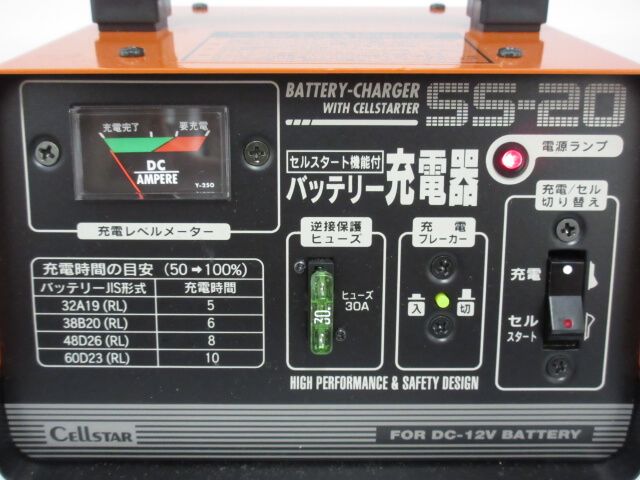 BATTERY-CHARGER
WITH CELLSTARTER
SS-20
セルスタート機能付
バッテリー充電器
電源ランプ
充電完了
要充電
DC
AMPERE
Y-250
充電レベルメーター
充電時間の目安(50➡100%)
バッテリーJIS形式 充電時間
32A19(RL) 5
38B20(RL) 6
48D26(RL) 8
60D23(RL) 10
逆接保護
ヒューズ
30
ヒューズ
30A
充電
ブレーカー
入
切
充電/セル
切り替え
充電
セル
スタート
HIGH PERFORMANCE & SAFETY DESIGN
CELLSTAR
FOR DC-12V BATTERY